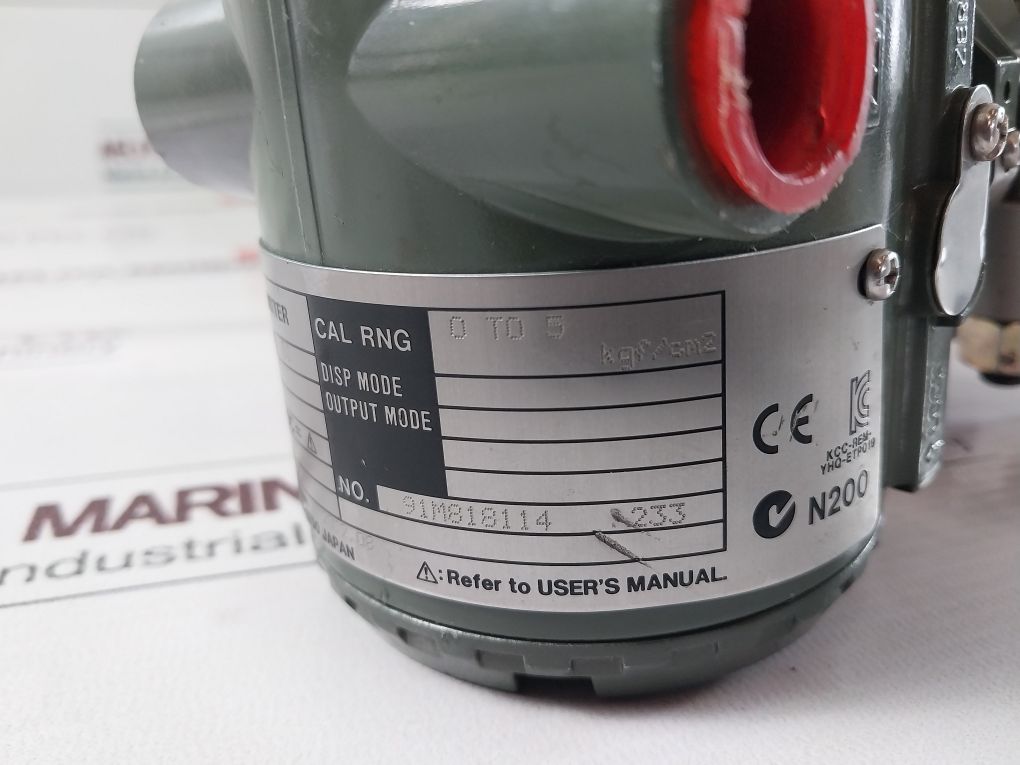 CAL RNG 0 TO 5
kgf/cm2
DISP MODE
OUTPUT MODE
NO. 91M818114 233
JAPAN
⚠: Refer to USER'S MANUAL.
CE
KCC-REM-
YHQ-ETP019
N200
MARIN
ndustrial